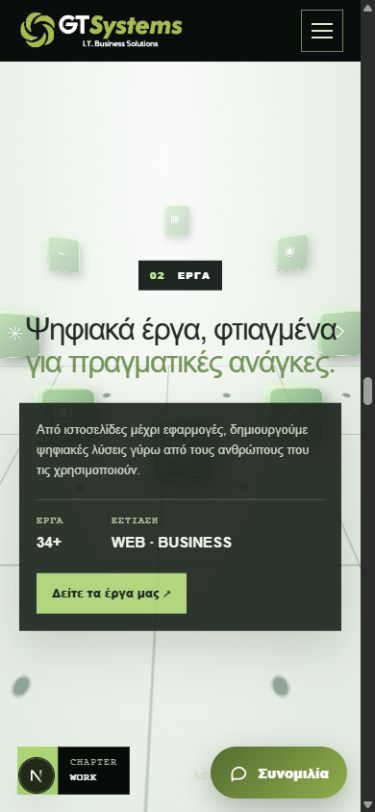 GTSystems
I.T. Business Solutions
02 ΕΡΓΑ
Ψηφιακά έργα, φτιαγμένα
για πραγματικές ανάγκες.
Από ιστοσελίδες μέχρι εφαρμογές, δημιουργούμε
ψηφιακές λύσεις γύρω από τους ανθρώπους που
τις χρησιμοποιούν.
ΕΡΓΑ ΕΣΤΙΑΣΗ
34+ WEB · BUSINESS
Δείτε τα έργα μας ↗
N CHAPTER
WORK
Συνομιλία